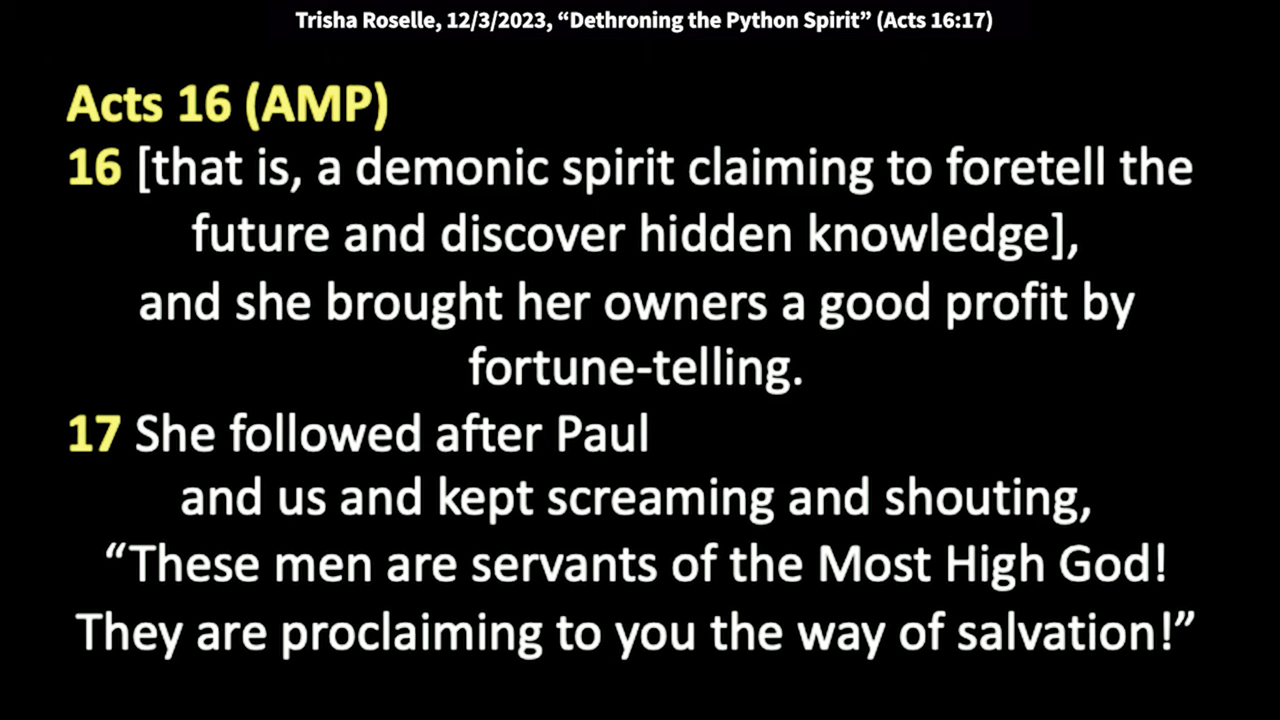 Trisha Roselle, 12/3/2023, “Dethroning the Python Spirit” (Acts 16:17)
Acts 16 (AMP)
16 [that is, a demonic spirit claiming to foretell the
future and discover hidden knowledge],
and she brought her owners a good profit by
fortune-telling.
17 She followed after Paul
and us and kept screaming and shouting,
“These men are servants of the Most High God!
They are proclaiming to you the way of salvation!”